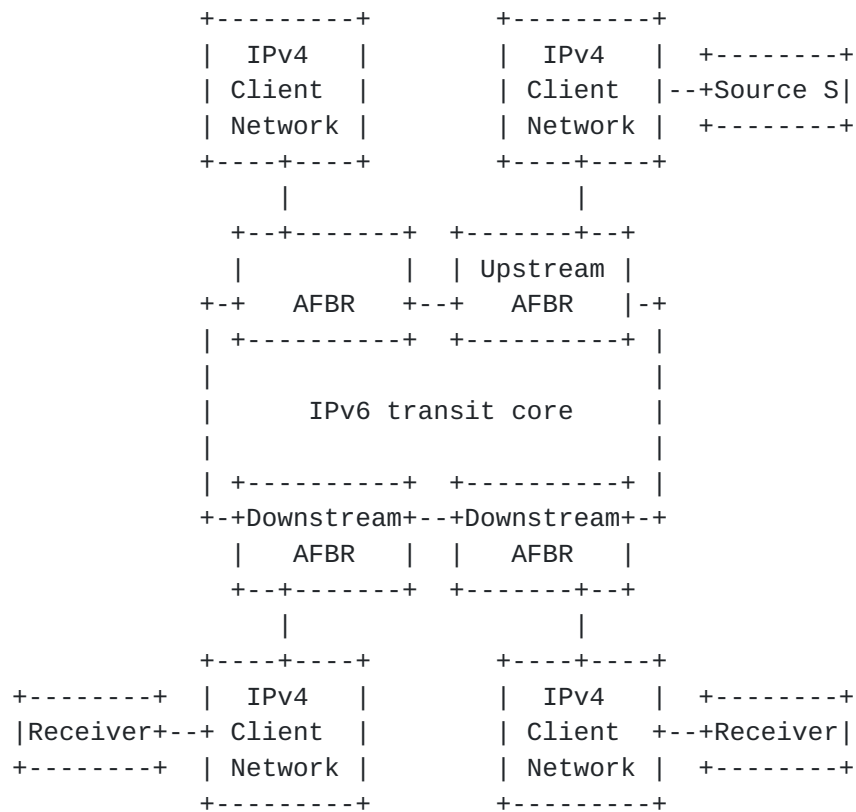 IPv4 IPv4
Client Client Source S
Network Network
Upstream
AFBR AFBR
IPv6 transit core
Downstream Downstream
AFBR AFBR
IPv4 IPv4
Receiver Client Client Receiver
Network Network